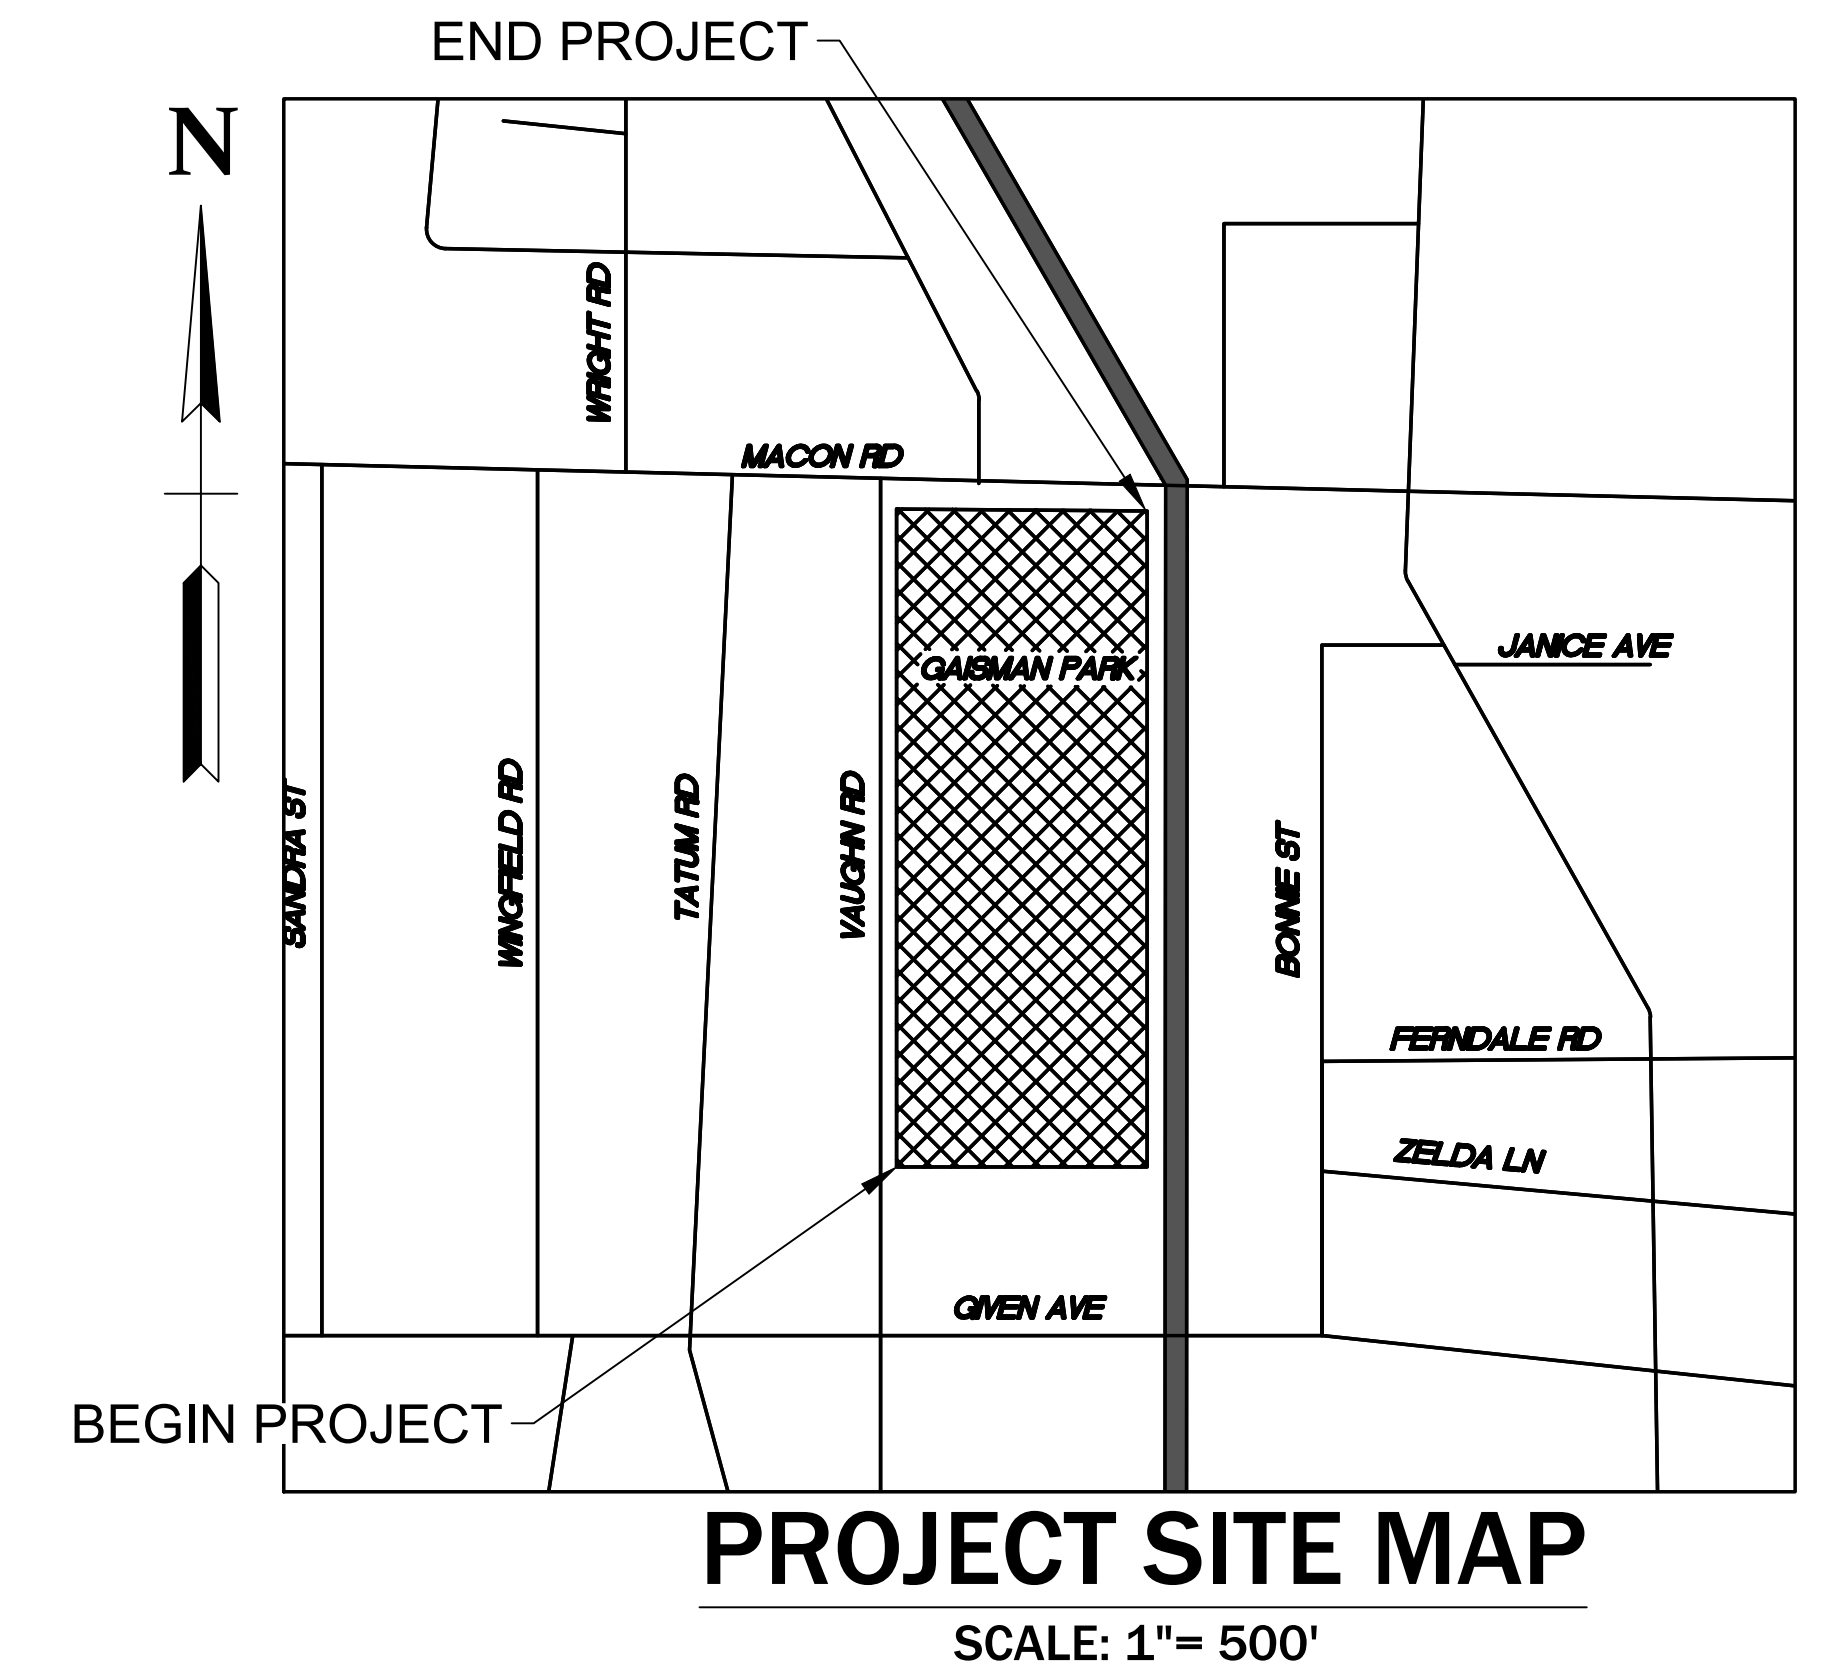 END PROJECT
N
WRIGHT RD
MACON RD
JANICE AVE
GAISMAN PARK
SANDRA ST
WINGFIELD RD
TATUM RD
VAUGHN RD
BONNIE ST
FERNDALE RD
ZELDA LN
GIVEN AVE
BEGIN PROJECT
PROJECT SITE MAP
SCALE: 1"= 500'